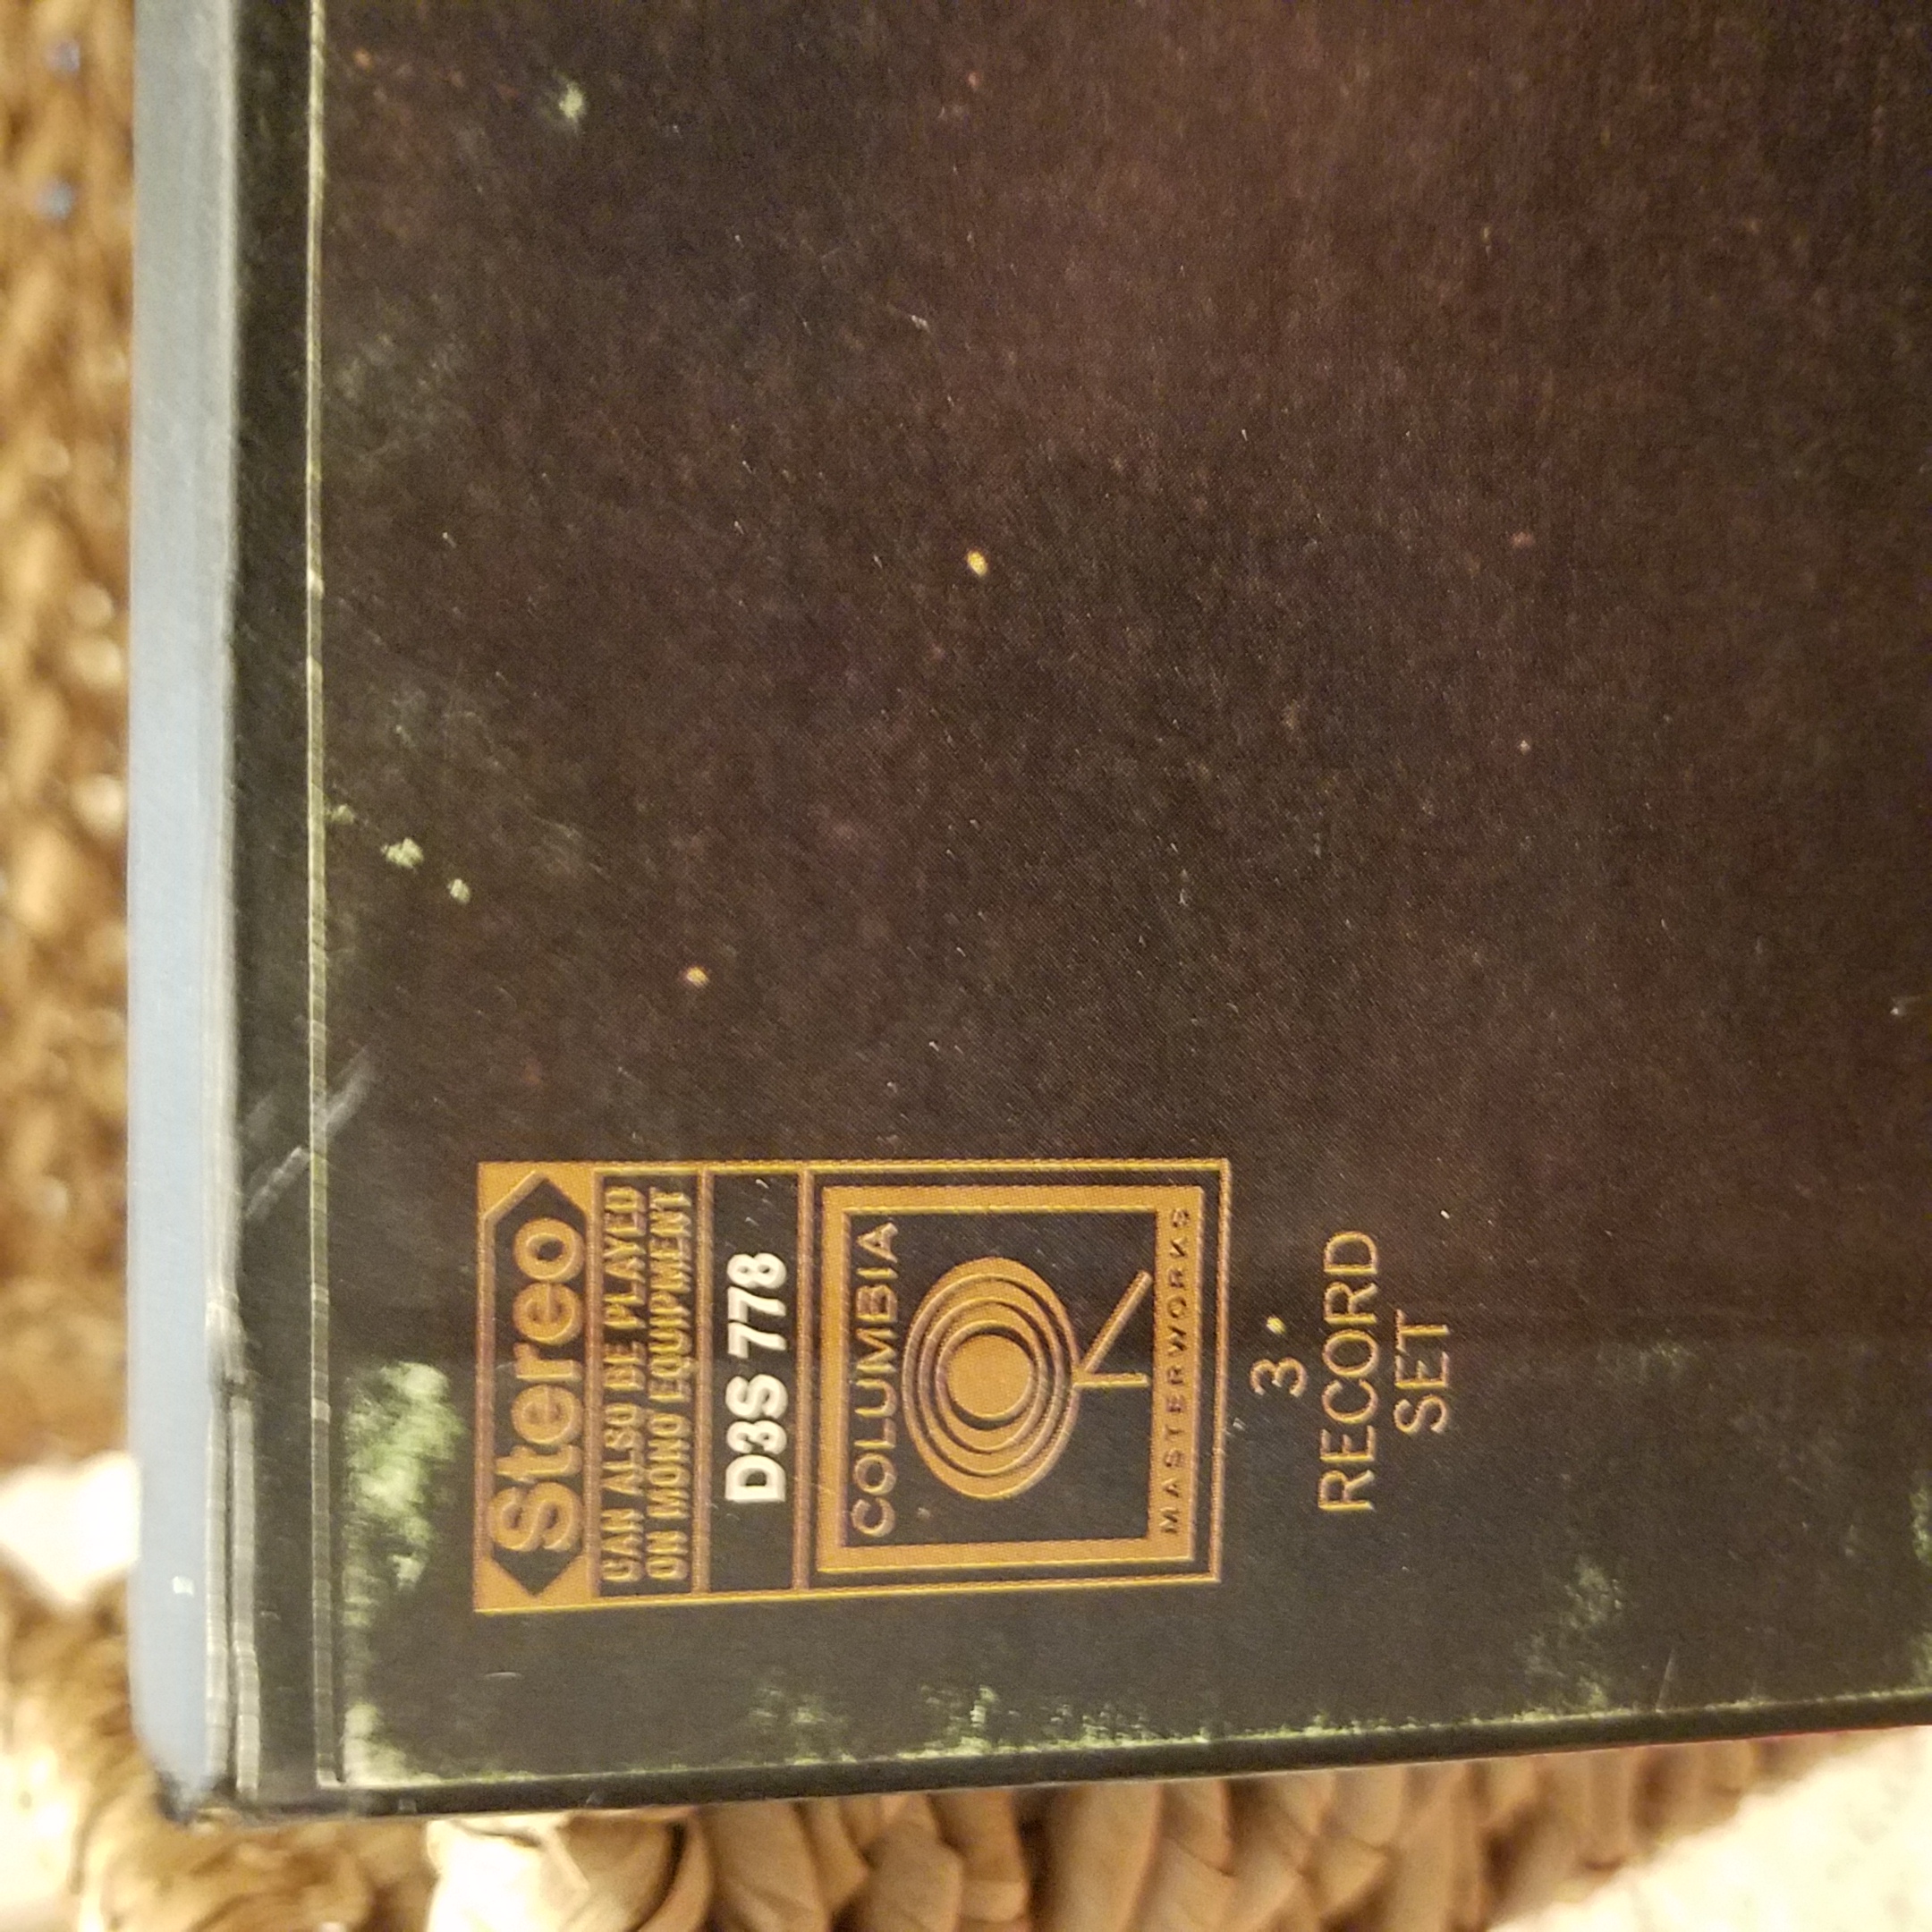 Stereo
CAN ALSO BE PLAYED
ON MONO EQUIPMENT
D3S 778
COLUMBIA
MASTERWORKS
3
RECORD
SET